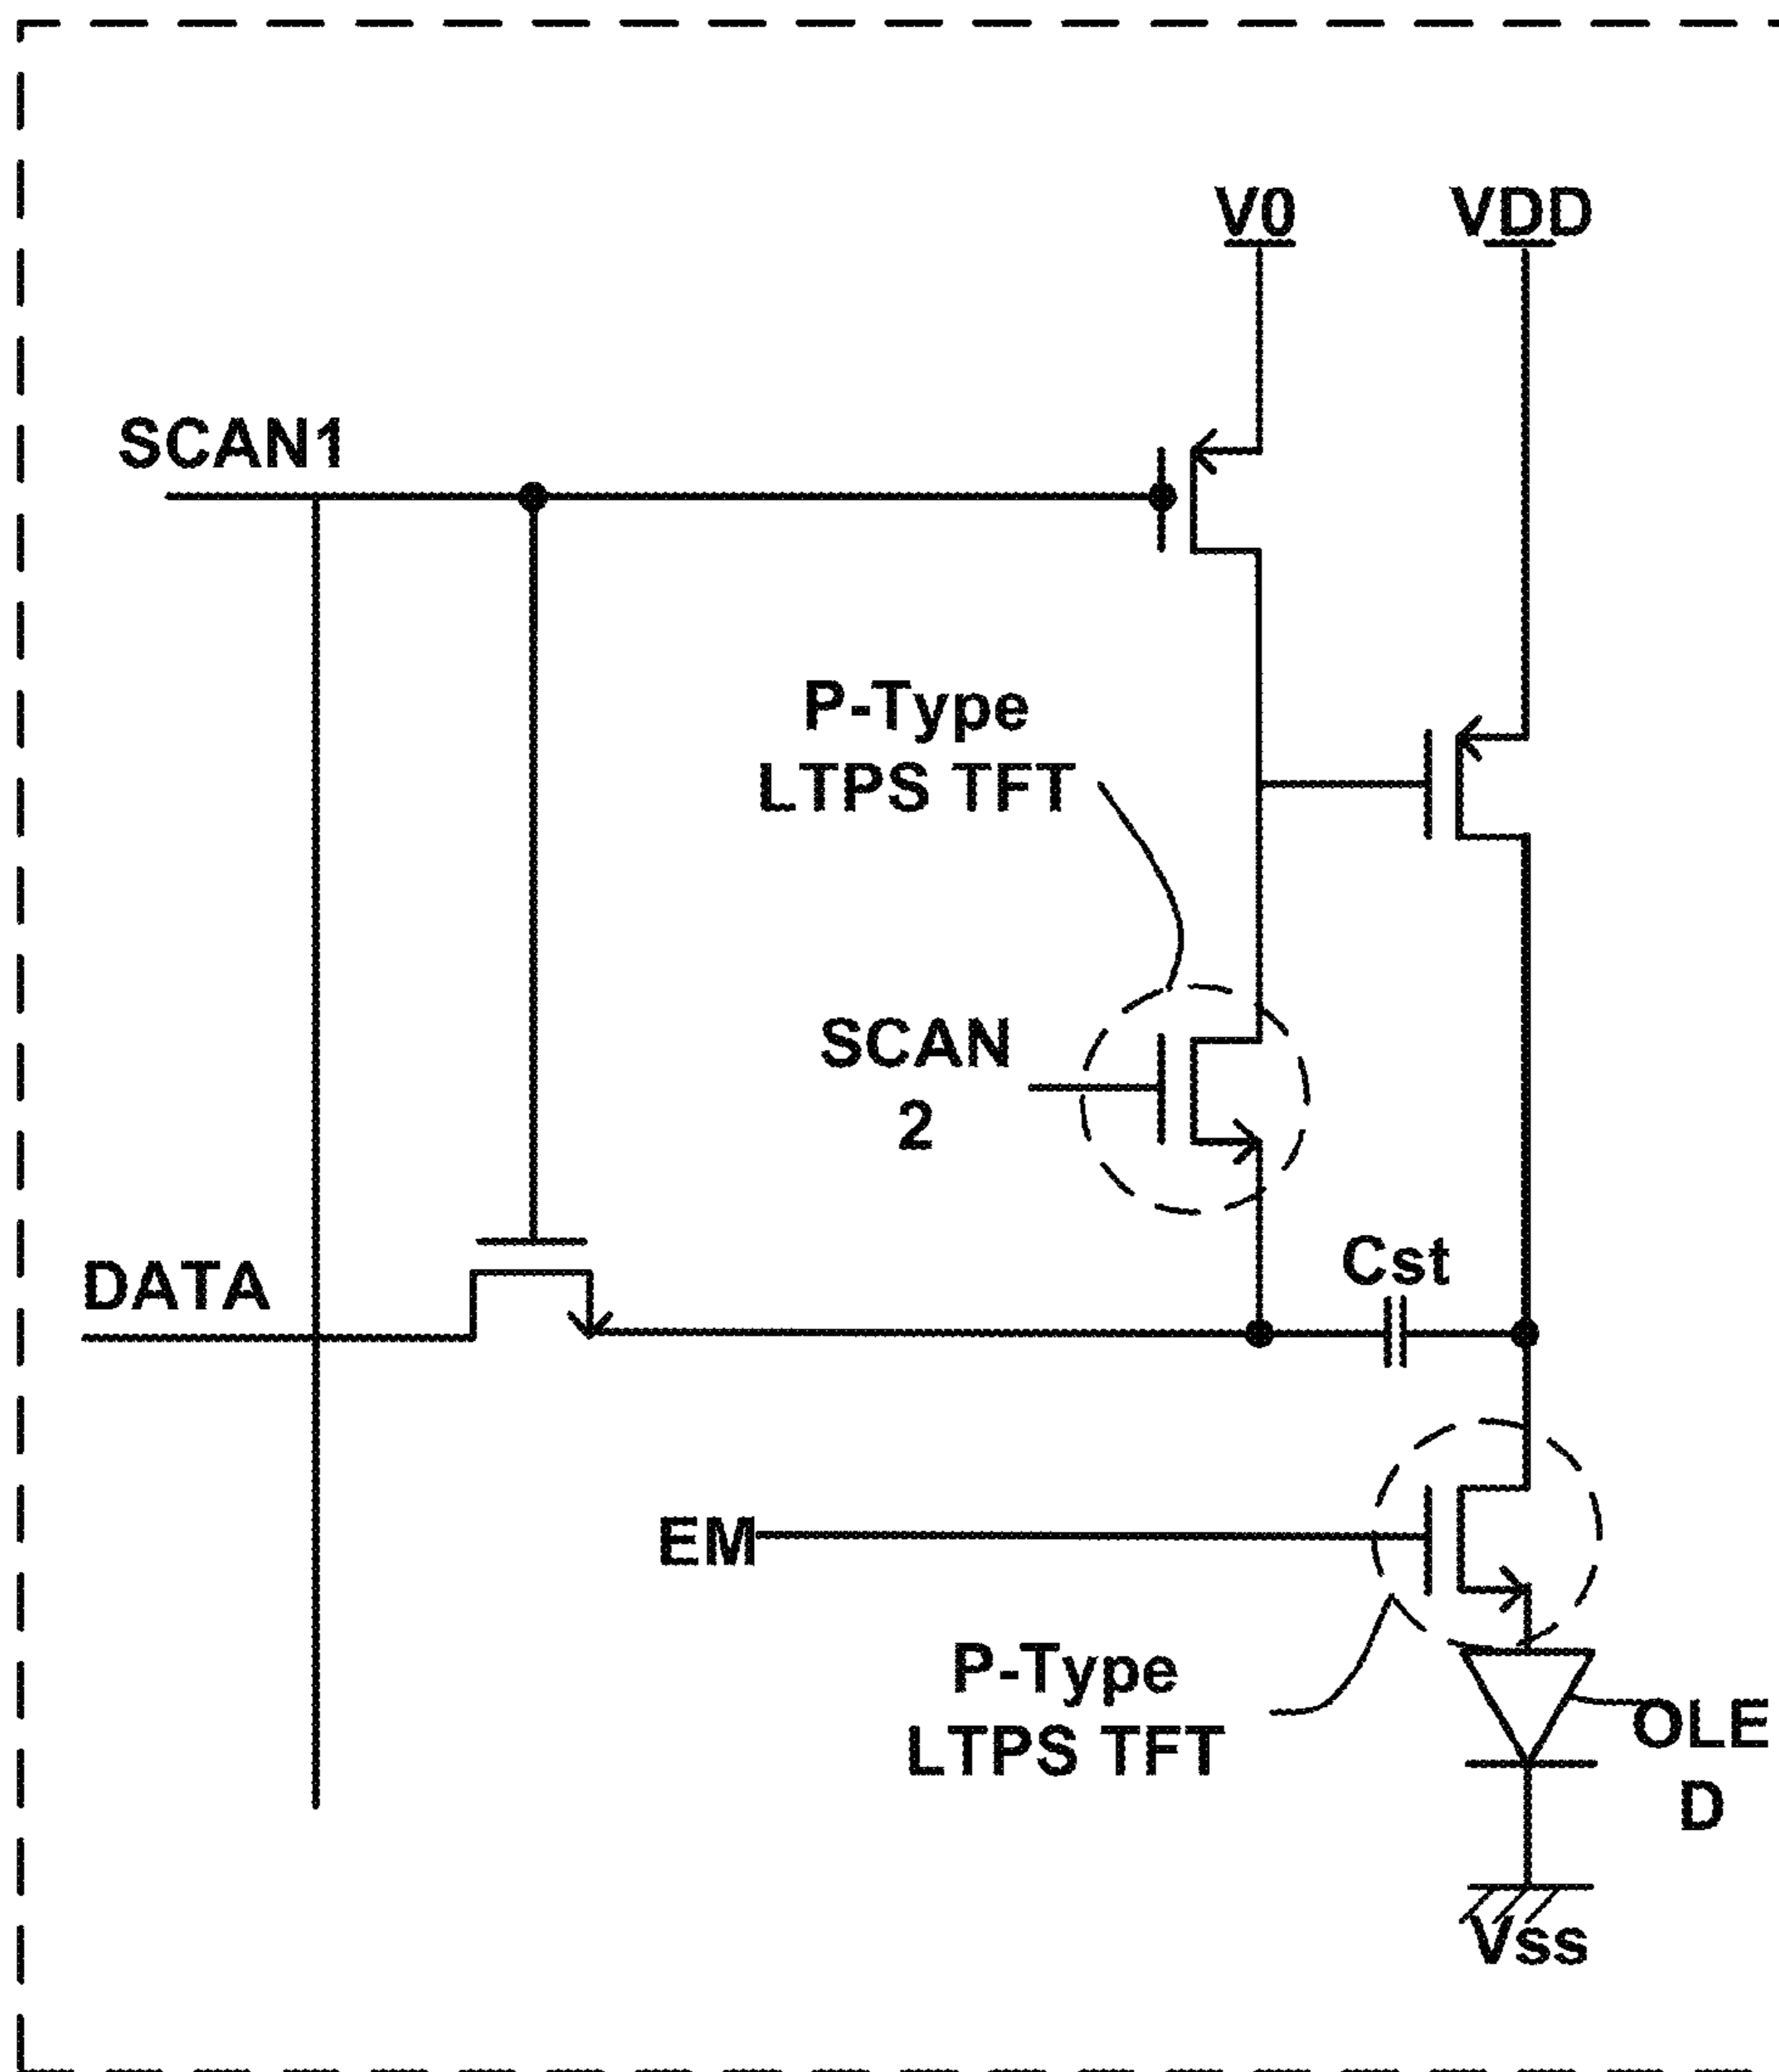 V0
VDD
SCAN1
P-Type
LTPS TFT
SCAN
2
DATA
Cst
EM
P-Type
LTPS TFT
OLE
D
Vss